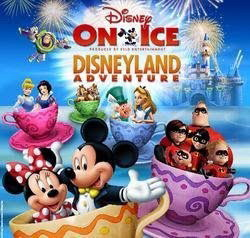 Disney
ON ICE
PRODUCED BY FELD ENTERTAINMENT
DISNEYLAND
ADVENTURE